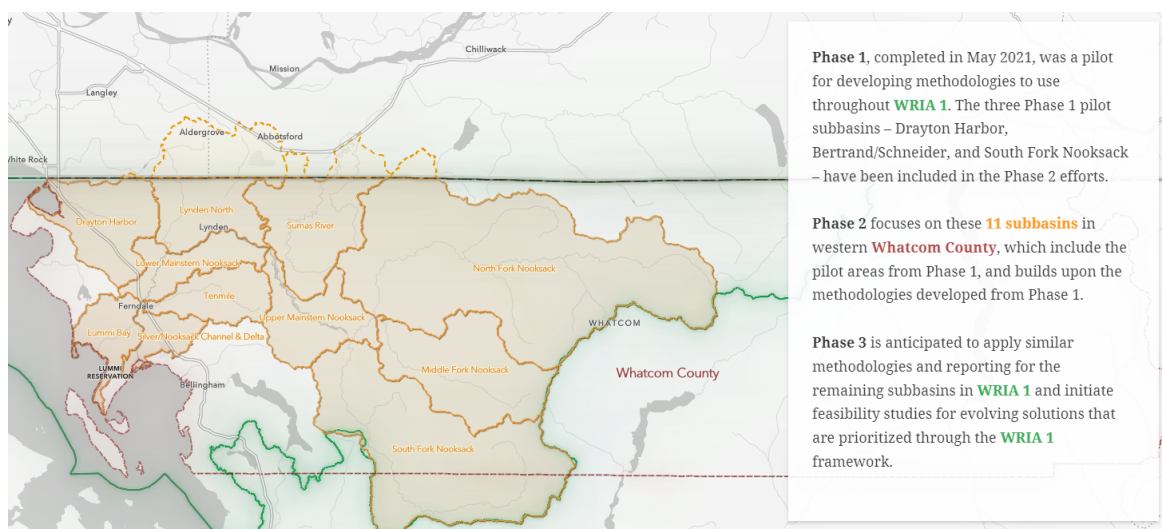 Chilliwack
Mission
Langley
Aldergrove
Abbotsford
White Rock
Drayton Harbor
Lynden North
Lynden
Sumas River
Lower Mainstem Nooksack
North Fork Nooksack
Tenmile
Ferndale
Upper Mainstem Nooksack
WHATCOM
Lummi Bay
Silver/Nooksack Channel & Delta
LUMMI
RESERVATION
Middle Fork Nooksack
Whatcom County
Bellingham
South Fork Nooksack
Phase 1, completed in May 2021, was a pilot
for developing methodologies to use
throughout WRIA 1. The three Phase 1 pilot
subbasins – Drayton Harbor,
Bertrand/Schneider, and South Fork Nooksack
– have been included in the Phase 2 efforts.
Phase 2 focuses on these 11 subbasins in
western Whatcom County, which include the
pilot areas from Phase 1, and builds upon the
methodologies developed from Phase 1.
Phase 3 is anticipated to apply similar
methodologies and reporting for the
remaining subbasins in WRIA 1 and initiate
feasibility studies for evolving solutions that
are prioritized through the WRIA 1
framework.